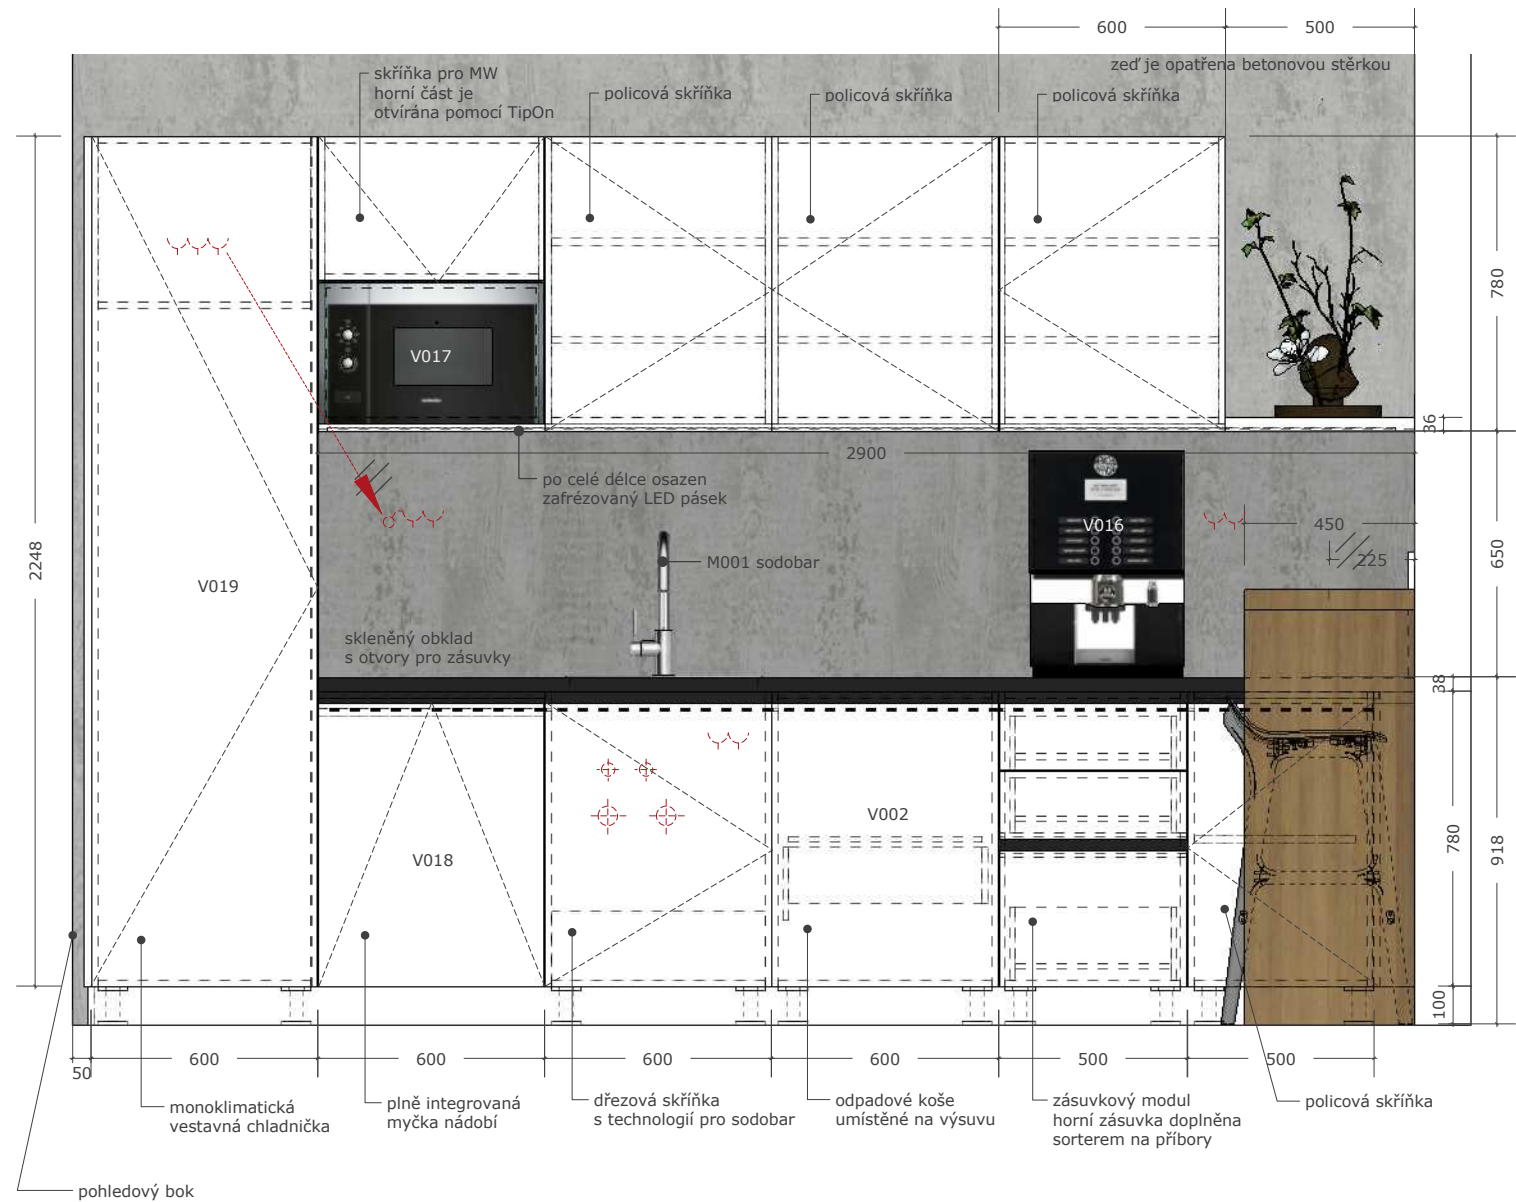 600
500
zeď je opatřena betonovou stěrkou
skříňka pro MW
horní část je
otvírána pomocí TipOn
policová skříňka
policová skříňka
policová skříňka
780
V017
36
2900
po celé délce osazen
zafrézovaný LED pásek
V016
450
225
650
2248
M001 sodobar
V019
skleněný obklad
s otvory pro zásuvky
38
V002
V018
780
918
100
50
600
600
600
600
500
500
monoklimatická
vestavná chladnička
plně integrovaná
myčka nádobí
dřezová skříňka
s technologií pro sodobar
odpadové koše
umístěné na výsuvu
zásuvkový modul
horní zásuvka doplněna
sorterem na příbory
policová skříňka
pohledový bok